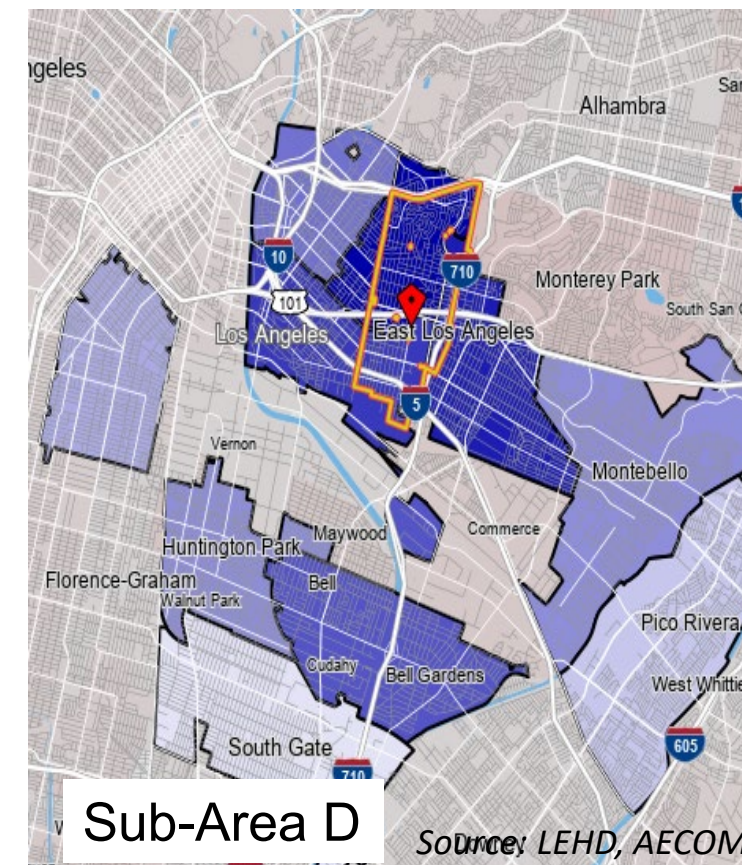 ngeles
Alhambra
10
710
Monterey Park
101
South San
Los Angeles
East Los Angeles
5
Vernon
Montebello
Maywood
Commerce
Huntington Park
Florence-Graham
Bell
Walnut Park
Pico Rivera
Cudahy
Bell Gardens
West Whittie
South Gate
605
710
Sub-Area D
Source: LEHD, AECOM